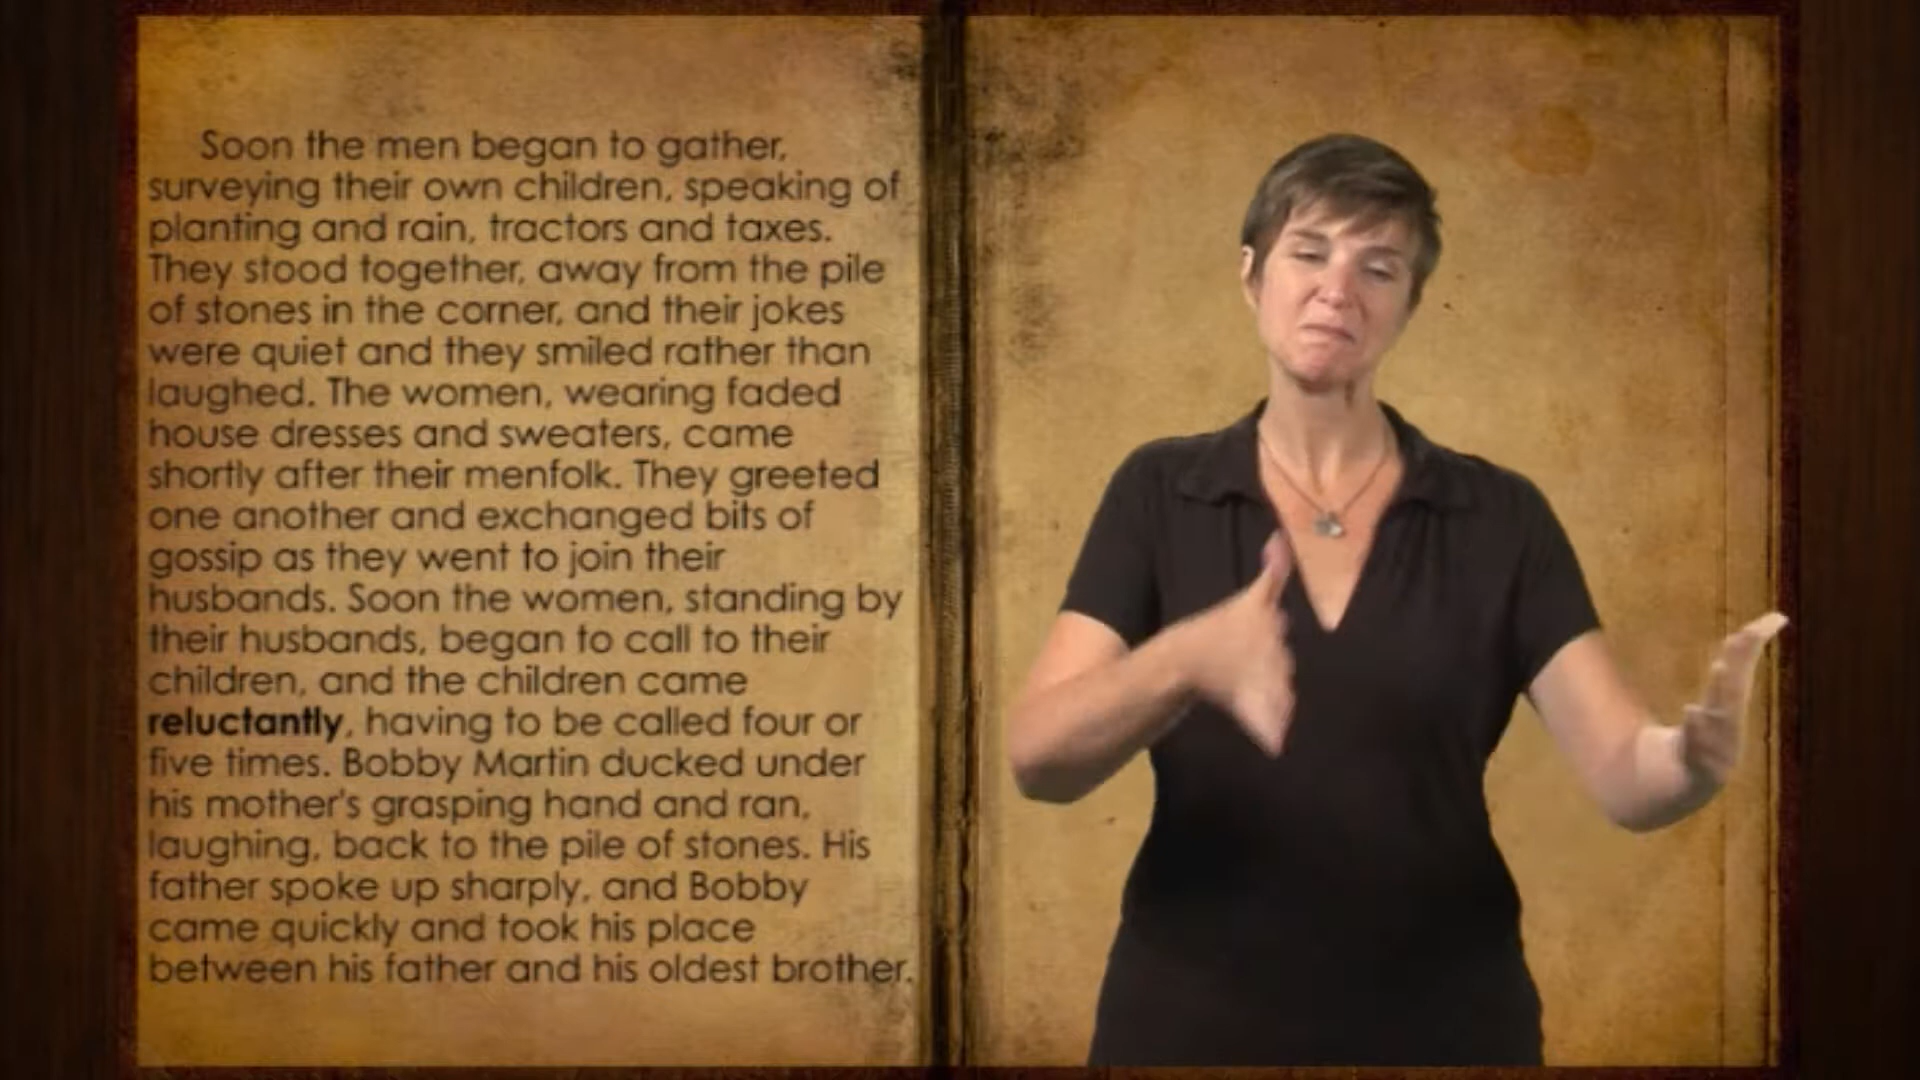 Soon the men began to gather,
surveying their own children, speaking of
planting and rain, tractors and taxes.
They stood together, away from the pile
of stones in the corner, and their jokes
were quiet and they smiled rather than
laughed. The women, wearing faded
house dresses and sweaters, came
shortly after their menfolk. They greeted
one another and exchanged bits of
gossip as they went to join their
husbands. Soon the women, standing by
their husbands, began to call to their
children, and the children came
reluctantly, having to be called four or
five times. Bobby Martin ducked under
his mother's grasping hand and ran,
laughing, back to the pile of stones. His
father spoke up sharply, and Bobby
came quickly and took his place
between his father and his oldest brother.